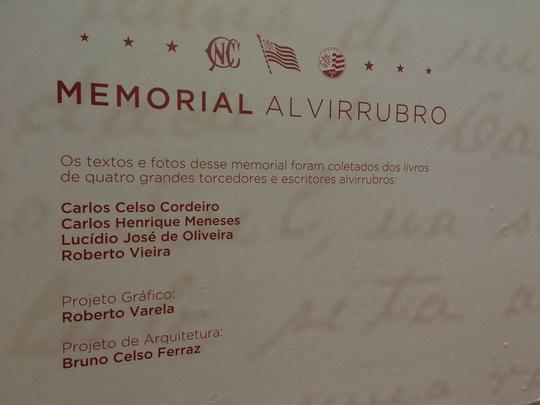 CNC
MEMORIAL ALVIRRUBRO
Os textos e fotos desse memorial foram coletados dos livros
de quatro grandes torcedores e escritores alvirrubros:
Carlos Celso Cordeiro
Carlos Henrique Meneses
Lucídio José de Oliveira
Roberto Vieira
Projeto Gráfico:
Roberto Varela
Projeto de Arquitetura:
Bruno Celso Ferraz